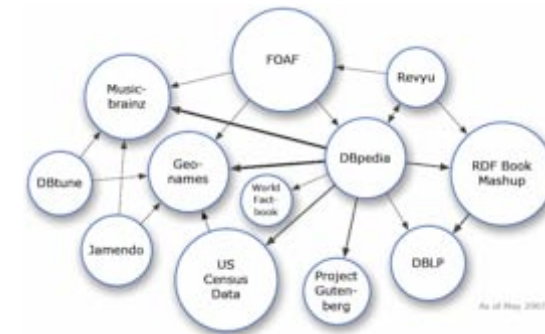 FOAF
Music-
brainz
Revyu
DBpedia
Geo-
names
RDF Book
Mashup
DBtune
World
Fact-
book
Jamendo
US
Census
Data
Project
Guten-
berg
DBLP
As of May 2007